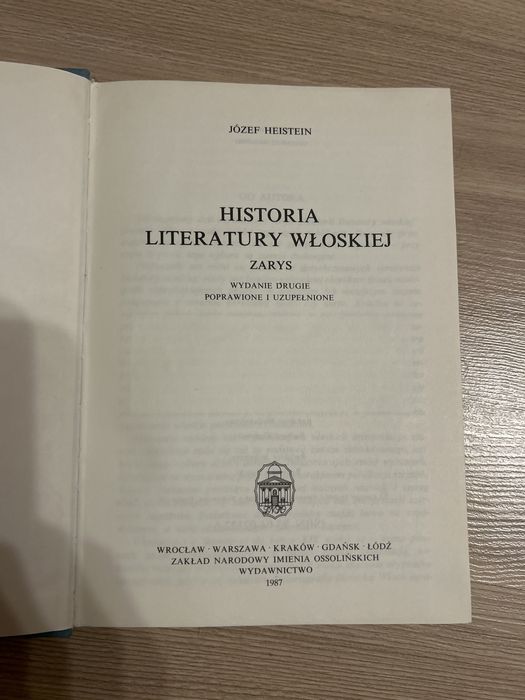 JÓZEF HEISTEIN
HISTORIA
LITERATURY WŁOSKIEJ
ZARYS
WYDANIE DRUGIE
POPRAWIONE I UZUPEŁNIONE
WROCŁAW · WARSZAWA · KRAKÓW · GDAŃSK · ŁÓDŹ
ZAKŁAD NARODOWY IMIENIA OSSOLIŃSKICH
WYDAWNICTWO
1987